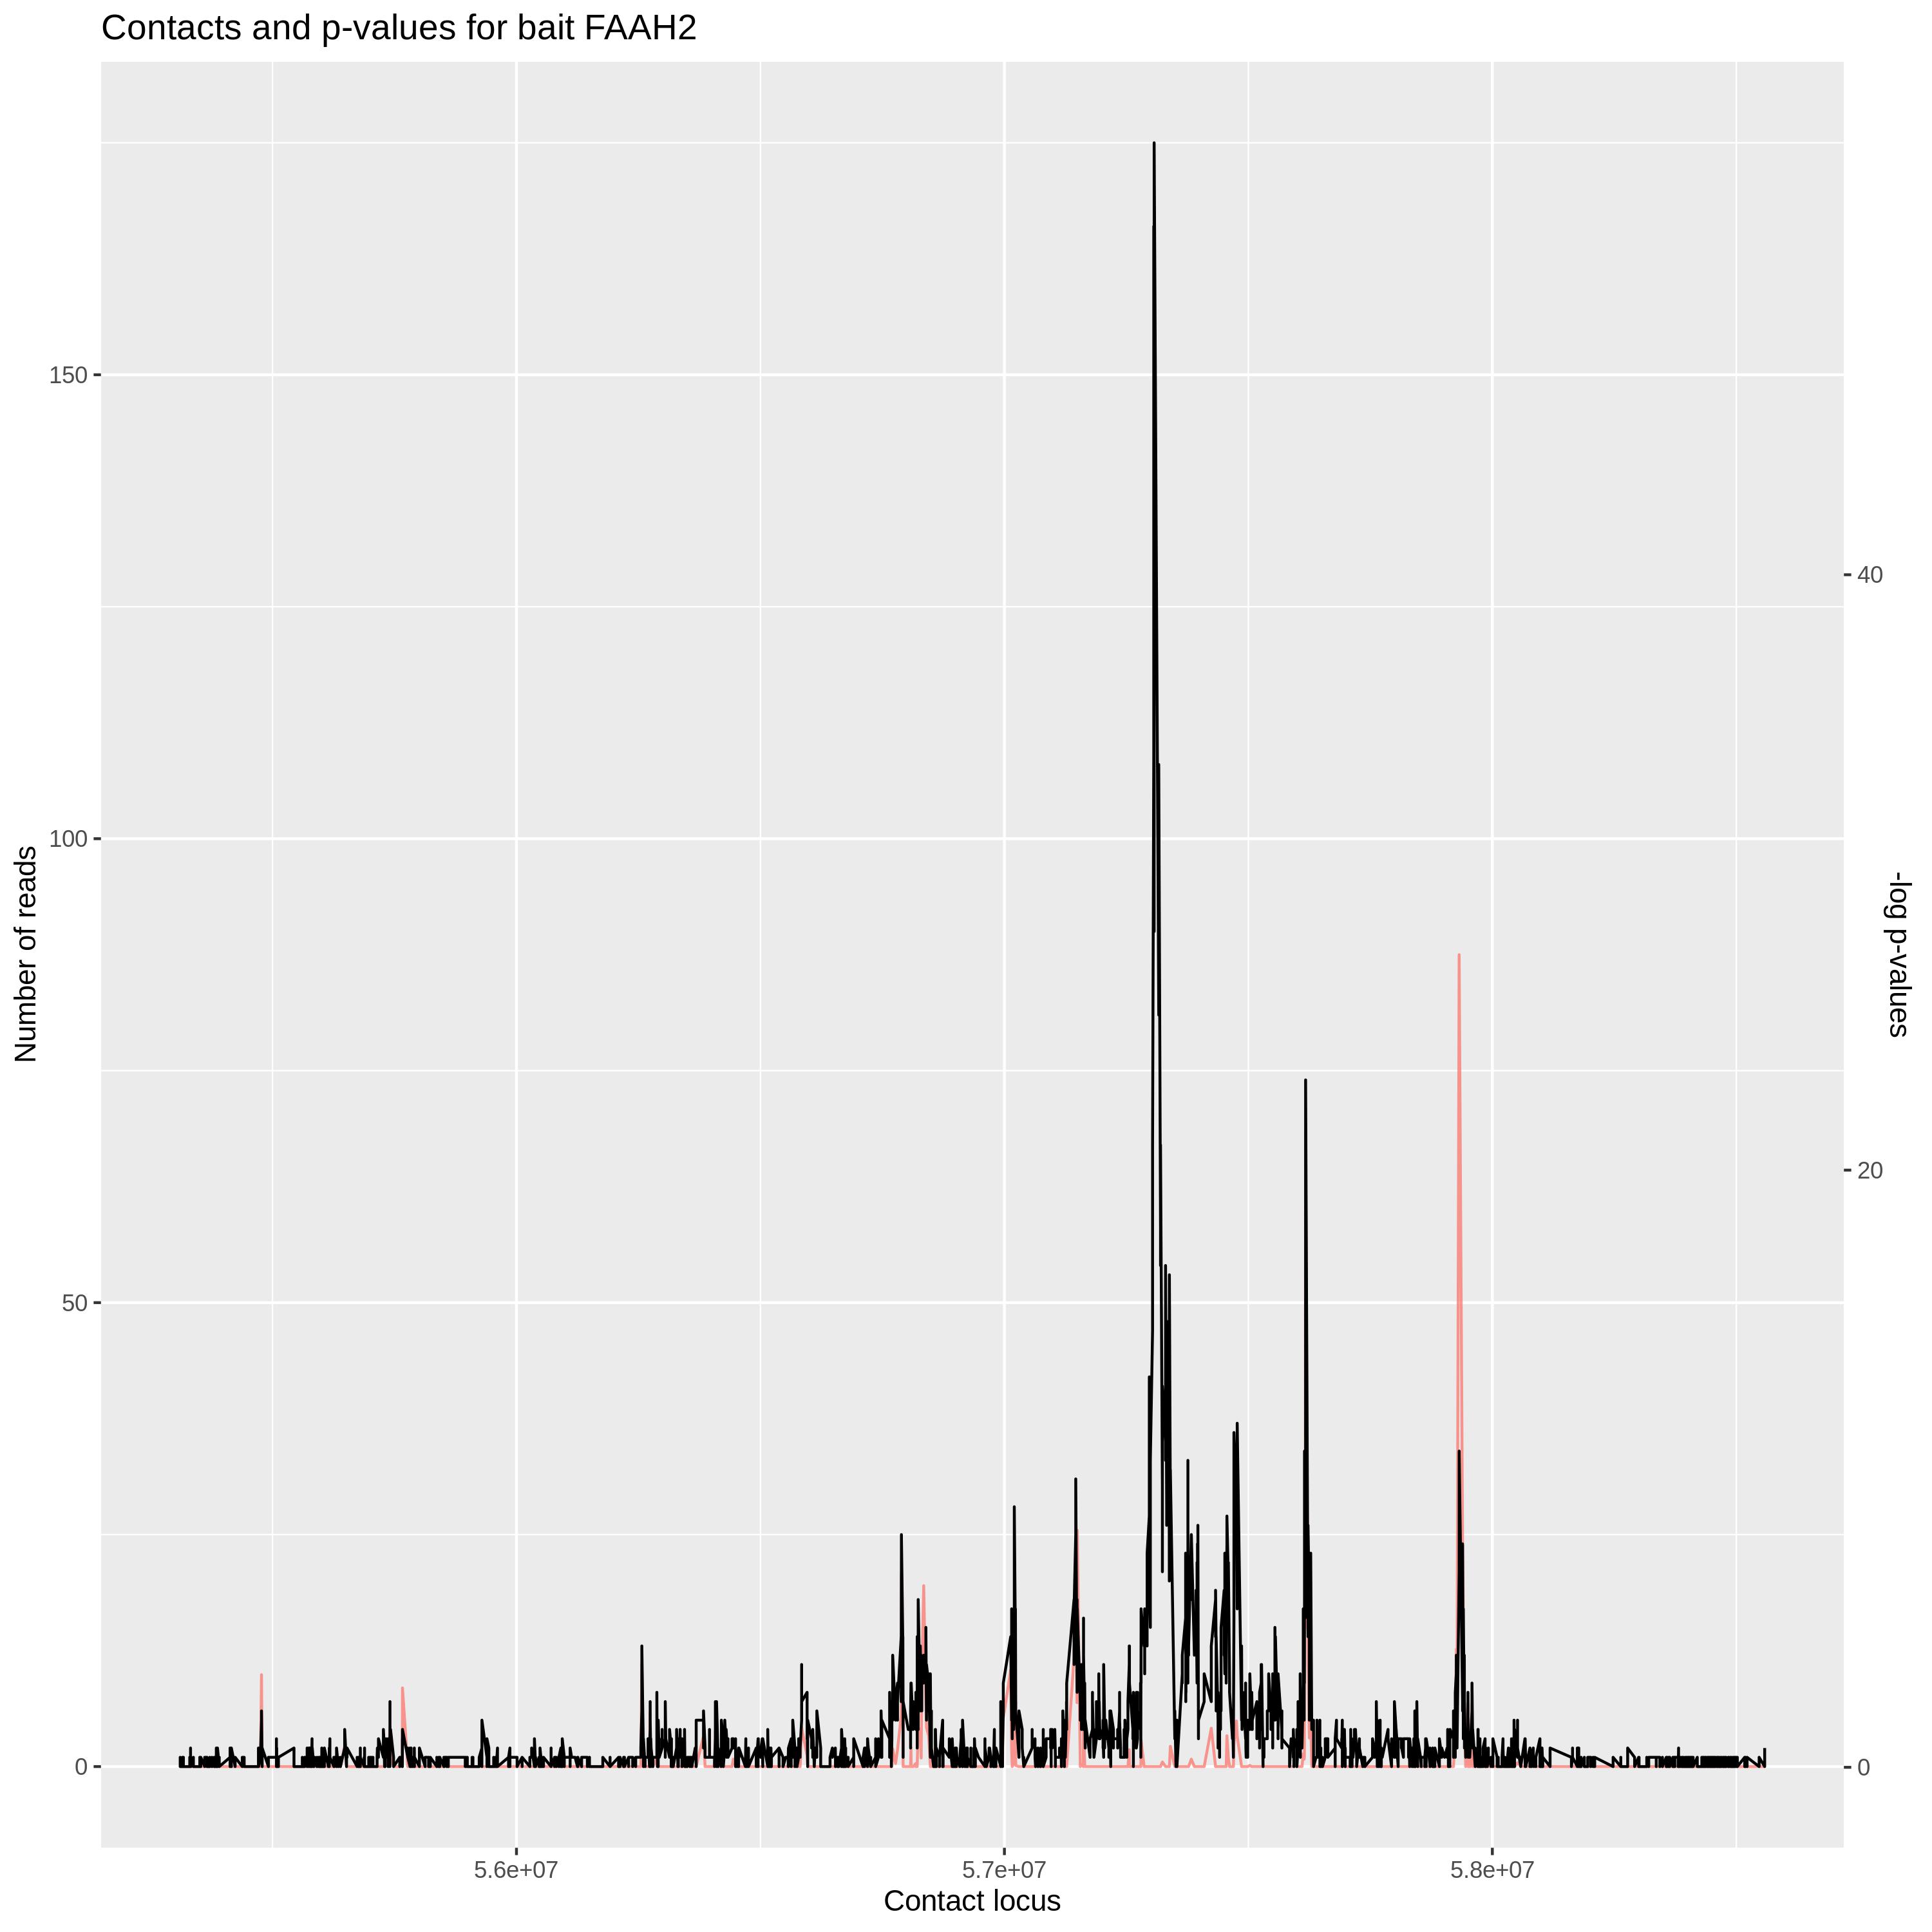 Contacts and p-values for bait FAAH2
150
100
50
0
Number of reads
40
20
0
-log p-values
5.6e+07
5.7e+07
5.8e+07
Contact locus